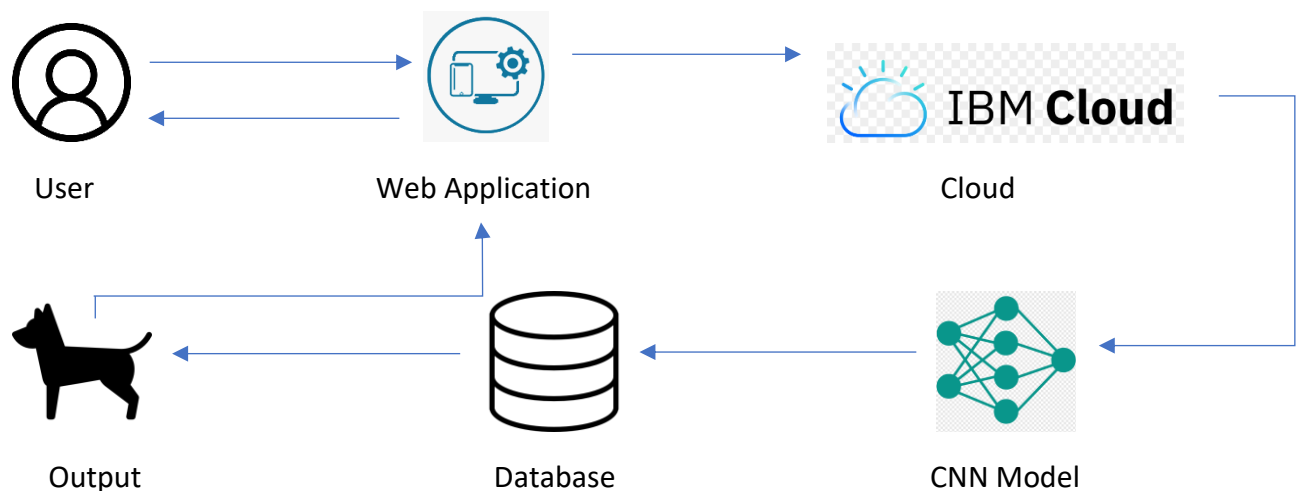 IBM Cloud
User
Web Application
Cloud
Output
Database
CNN Model